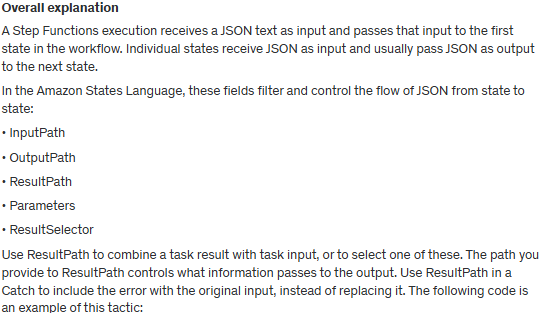 Overall explanation
A Step Functions execution receives a JSON text as input and passes that input to the first
state in the workflow. Individual states receive JSON as input and usually pass JSON as output
to the next state.
In the Amazon States Language, these fields filter and control the flow of JSON from state to
state:
• InputPath
• OutputPath
• ResultPath
• Parameters
• ResultSelector
Use ResultPath to combine a task result with task input, or to select one of these. The path you
provide to ResultPath controls what information passes to the output. Use ResultPath in a
Catch to include the error with the original input, instead of replacing it. The following code is
an example of this tactic: